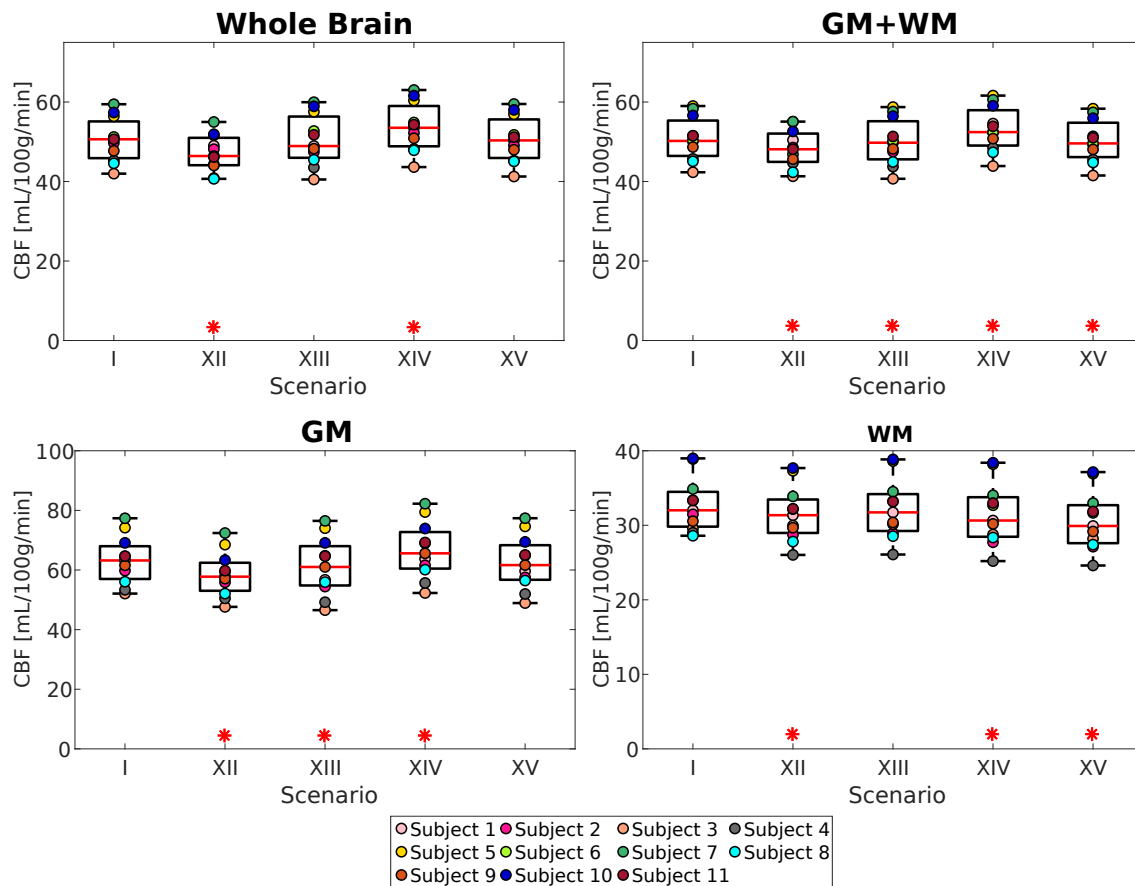 Whole Brain
CBF [mL/100g/min]
60
40
20
0
I XII XIII XIV XV
Scenario
GM+WM
CBF [mL/100g/min]
60
40
20
0
I XII XIII XIV XV
Scenario
GM
CBF [mL/100g/min]
100
80
60
40
20
0
I XII XIII XIV XV
Scenario
WM
CBF [mL/100g/min]
40
30
20
10
0
I XII XIII XIV XV
Scenario
Subject 1 Subject 2 Subject 3 Subject 4
Subject 5 Subject 6 Subject 7 Subject 8
Subject 9 Subject 10 Subject 11